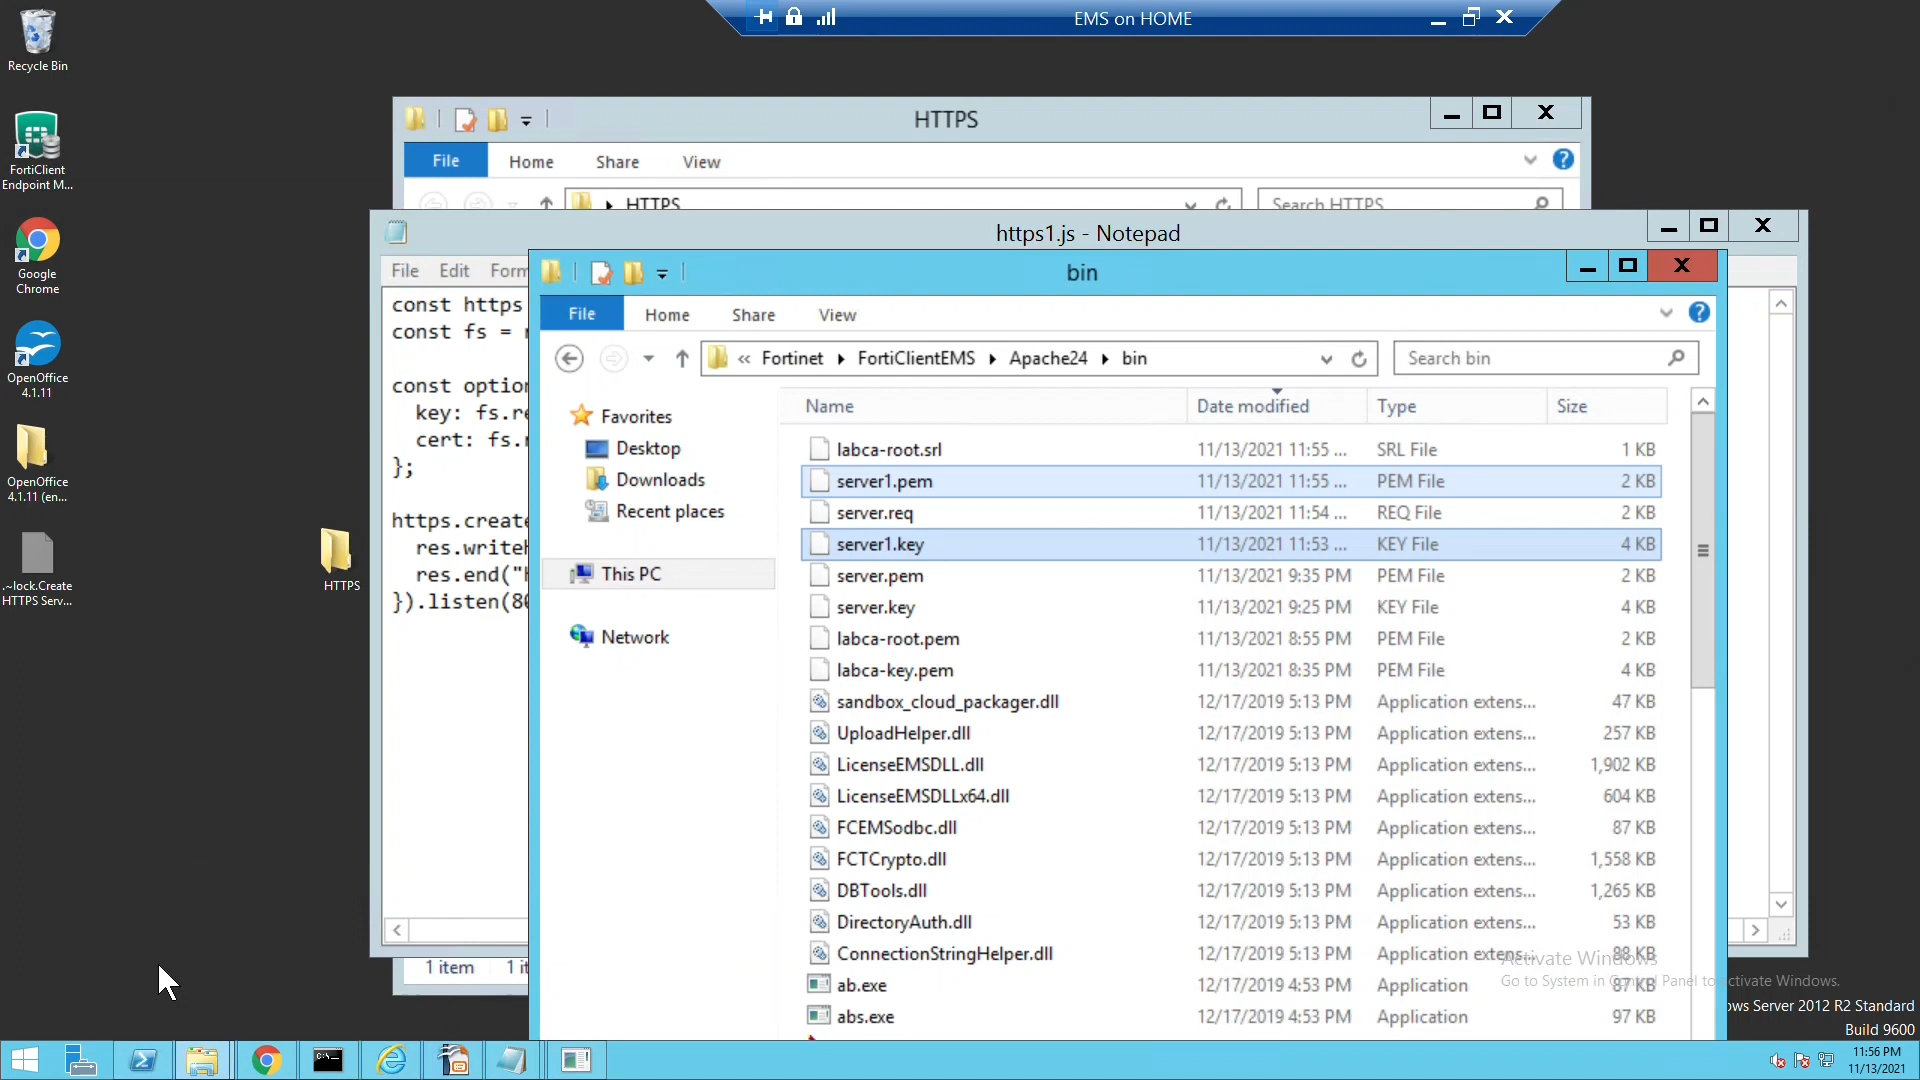 EMS on HOME
Recycle Bin
FortiClient
Endpoint M...
Google
Chrome
OpenOffice
4.1.11
OpenOffice
4.1.11 (en...
.~lock.Create
HTTPS Serv...
HTTPS
HTTPS
File Home Share View
HTTPS
Search HTTPS
1 item
https1.js - Notepad
File Edit
const https
const fs =
key:
cert:
};
res.end(
}).listen(
bin
File Home Share View
« Fortinet FortiClientEMS Apache24 bin
Search bin
Favorites
Desktop
Downloads
Recent places
This PC
Network
Name Date modified Type Size
labca-root.srl 11/13/2021 11:55 ... SRL File 1 KB
server1.pem 11/13/2021 11:55 ... PEM File 2 KB
server.req 11/13/2021 11:54 ... REQ File 2 KB
server1.key 11/13/2021 11:53 ... KEY File 4 KB
server.pem 11/13/2021 9:35 PM PEM File 2 KB
server.key 11/13/2021 9:25 PM KEY File 4 KB
labca-root.pem 11/13/2021 8:55 PM PEM File 2 KB
labca-key.pem 11/13/2021 8:35 PM PEM File 4 KB
sandbox_cloud_packager.dll 12/17/2019 5:13 PM Application extens... 47 KB
UploadHelper.dll 12/17/2019 5:13 PM Application extens... 257 KB
LicenseEMSDLL.dll 12/17/2019 5:13 PM Application extens... 1,902 KB
LicenseEMSDLLx64.dll 12/17/2019 5:13 PM Application extens... 604 KB
FCEMSodbc.dll 12/17/2019 5:13 PM Application extens... 87 KB
FCTCrypto.dll 12/17/2019 5:13 PM Application extens... 1,558 KB
DBTools.dll 12/17/2019 5:13 PM Application extens... 1,265 KB
DirectoryAuth.dll 12/17/2019 5:13 PM Application extens... 53 KB
ConnectionStringHelper.dll 12/17/2019 5:13 PM Application extens... 88 KB
ab.exe 12/17/2019 4:53 PM Application 87 KB
abs.exe 12/17/2019 4:53 PM Application 97 KB
Activate Windows
Go to System in Control Panel to activate Windows.
Server 2012 R2 Standard
Build 9600
11:56 PM
11/13/2021